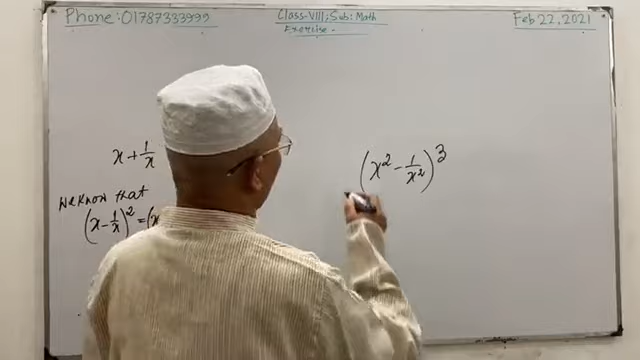 Phone: 01787333999
Class-VIII; Sub: Math
Feb 22, 2021
Exercise-
x + 1/x
We know that
(x - 1/x)² = (x
(x² - 1/x²)³